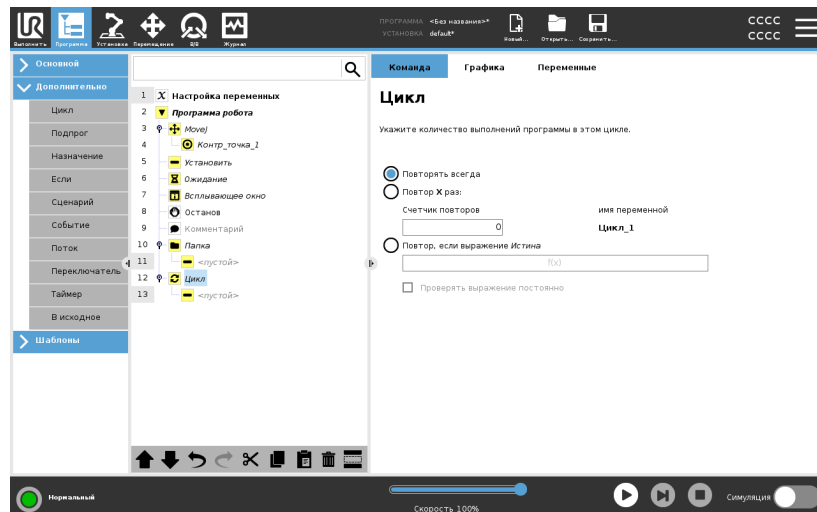 ПРОГРАММА <Без названия>*
УСТАНОВКА default*
Выполнить Программа Установка Перемещение В/В Журнал
Новый... Открыть... Сохранить...
CCCC
CCCC
Основной
Дополнительно
Цикл
Подпрог
Назначение
Если
Сценарий
Событие
Поток
Переключатель
Таймер
В исходное
Шаблоны
1 X Настройка переменных
2 Программа робота
3 MoveJ
4 Контр_точка_1
5 Установить
6 Ожидание
7 Всплывающее окно
8 Останов
9 Комментарий
10 Папка
11 <пустой>
12 Цикл
13 <пустой>
Команда Графика Переменные
Цикл
Укажите количество выполнений программы в этом цикле.
Повторять всегда
Повтор X раз:
Счетчик повторов имя переменной
0 Цикл_1
Повтор, если выражение Истина
f(x)
Проверять выражение постоянно
Нормальный
Скорость 100%
Симуляция